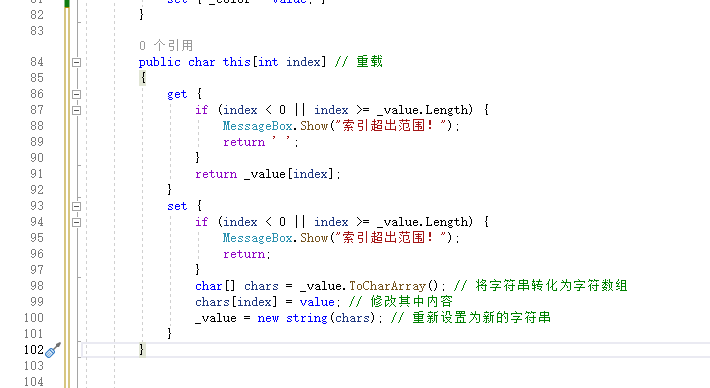 81 set { _color = value; }
82 }
83
0 个引用
84 public char this[int index] // 重载
85 {
86 get {
87 if (index < 0 || index >= _value.Length) {
88 MessageBox.Show("索引超出范围！");
89 return ' ';
90 }
91 return _value[index];
92 }
93 set {
94 if (index < 0 || index >= _value.Length) {
95 MessageBox.Show("索引超出范围！");
96 return;
97 }
98 char[] chars = _value.ToCharArray(); // 将字符串转化为字符数组
99 chars[index] = value; // 修改其中内容
100 _value = new string(chars); // 重新设置为新的字符串
101 }
102 }
103
104